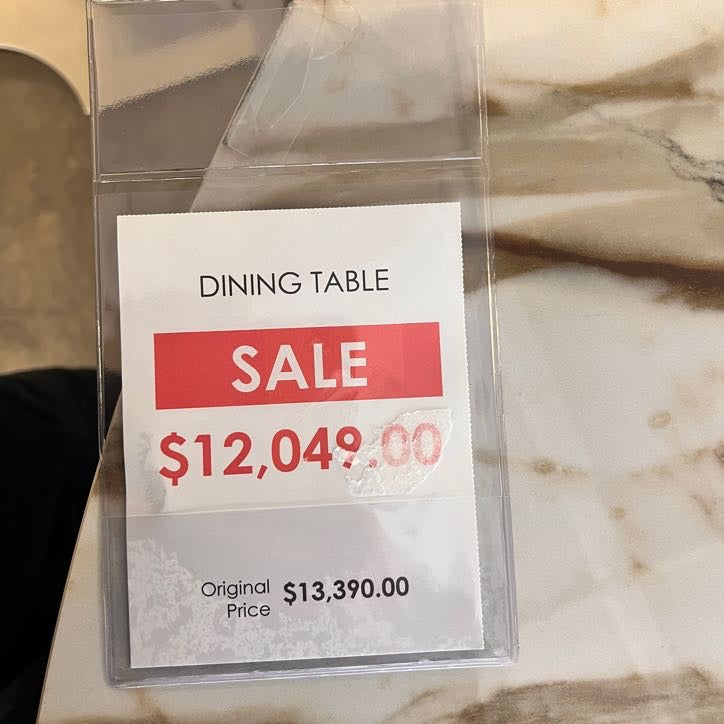 DINING TABLE
SALE
$12,049.00
Original Price $13,390.00